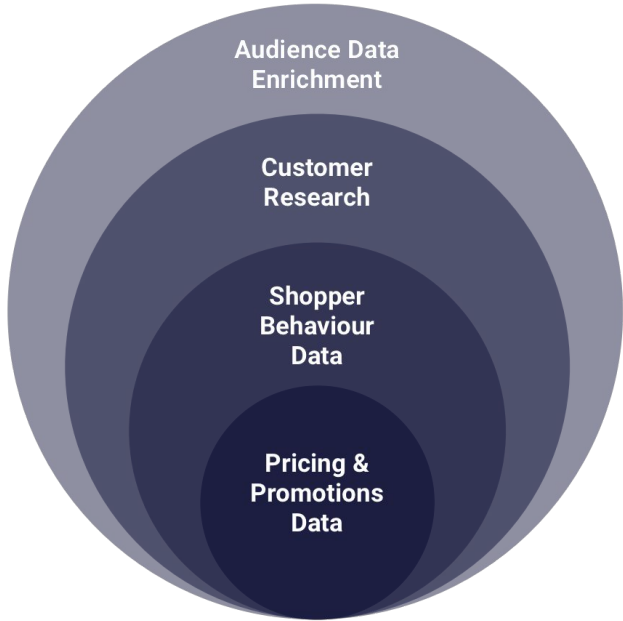 Audience Data
Enrichment
Customer
Research
Shopper
Behaviour
Data
Pricing &
Promotions
Data